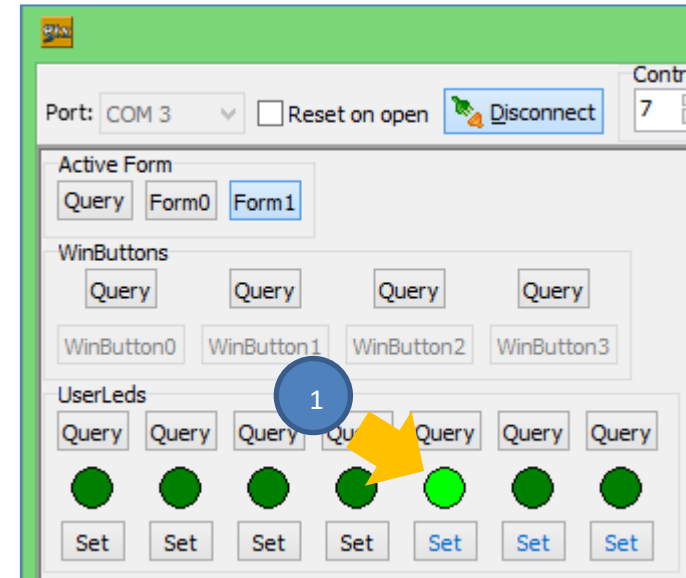 Contr
Port: COM 3 Reset on open Disconnect 7
Active Form
Query Form0 Form1
WinButtons
Query Query Query Query
WinButton0 WinButton1 WinButton2 WinButton3
UserLeds
1
Query Query Query Query Query Query
Set Set Set Set Set Set Set